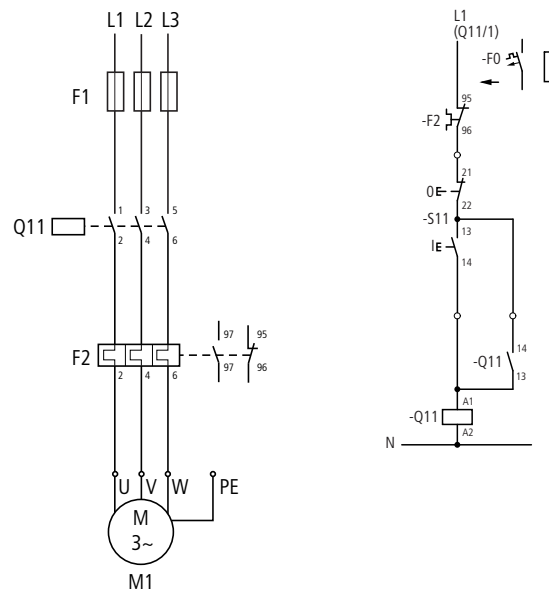 L1 L2 L3
F1
Q11
1 3 5
2 4 6
F2
97 95
97 96
2 4 6
U V W PE
M
3~
M1
L1
(Q11/1)
-F0
95
-F2
96
21
0E
22
-S11
13
IE
14
14
-Q11
13
A1
-Q11
A2
N